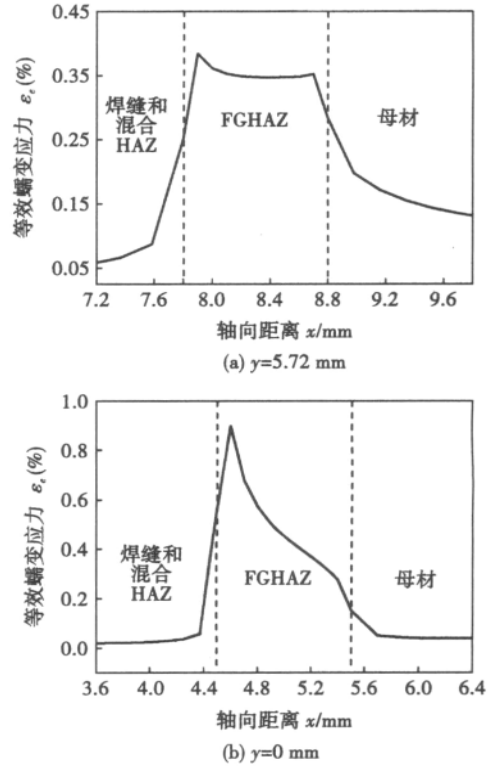 等效蠕变应力 εₑ(%)
0.45
0.35
0.25
0.15
0.05
焊缝和
混合
HAZ
FGHAZ
母材
7.2 7.6 8.0 8.4 8.8 9.2 9.6
轴向距离 x/mm
(a) y=5.72 mm
等效蠕变应力 εₑ(%)
1.0
0.8
0.6
0.4
0.2
0.0
焊缝和
混合
HAZ
FGHAZ
母材
3.6 4.0 4.4 4.8 5.2 5.6 6.0 6.4
轴向距离 x/mm
(b) y=0 mm